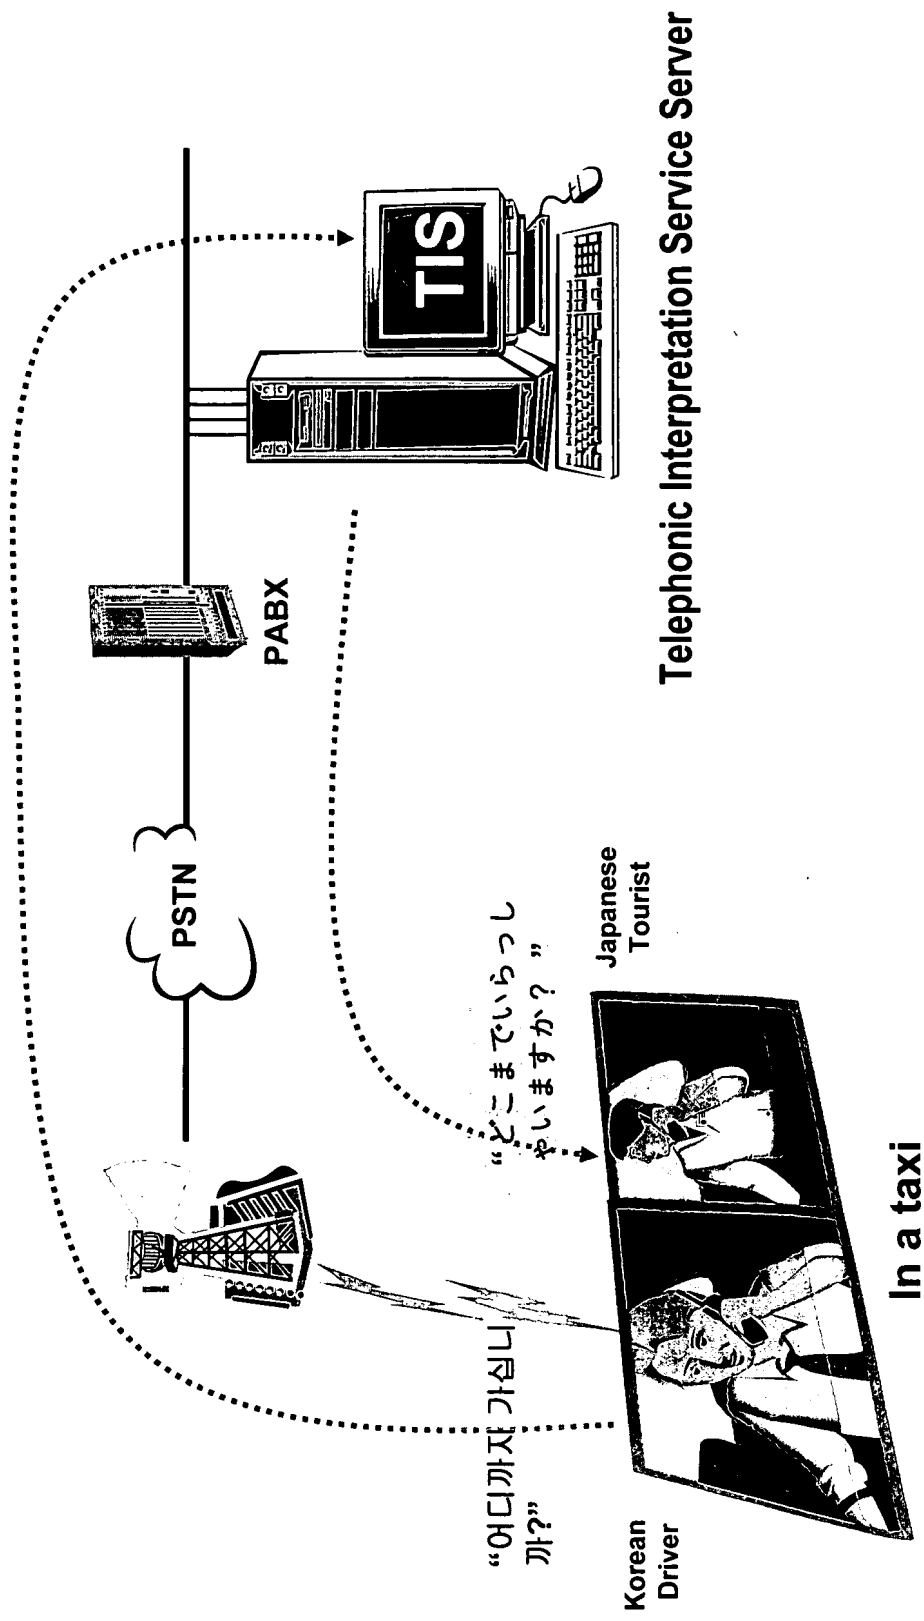 PSTN
PABX
TIS
Telephonic Interpretation Service Server
“어디까지 가십니
까?”
“どこまでいらっし
ゃいますか？”
Korean
Driver
Japanese
Tourist
In a taxi